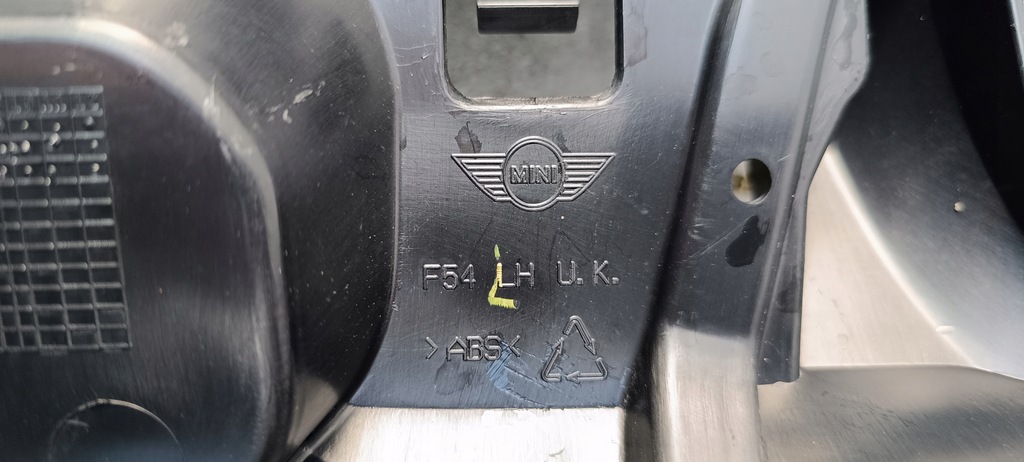 MINI
F54 LH U.K.
>ABS<